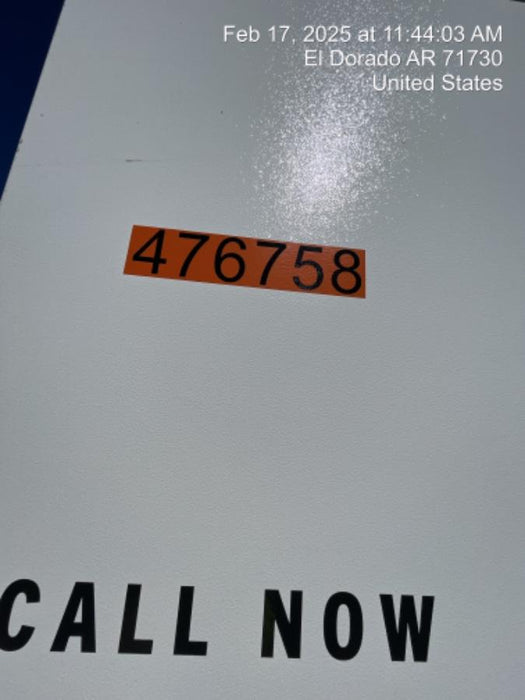 Feb 17, 2025 at 11:44:03 AM
El Dorado AR 71730
United States
476758
CALL NOW